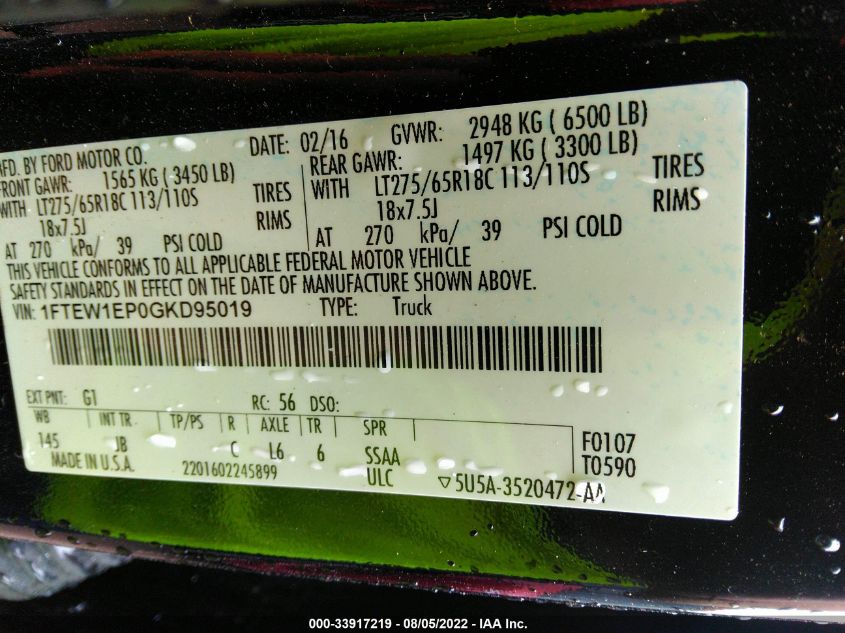 MFD. BY FORD MOTOR CO. DATE: 02/16 GVWR: 2948 KG ( 6500 LB)
FRONT GAWR: 1565 KG ( 3450 LB) REAR GAWR: 1497 KG ( 3300 LB)
WITH LT275/65R18C 113/110S TIRES WITH LT275/65R18C 113/110S TIRES
18x7.5J RIMS 18x7.5J RIMS
AT 270 kPa/ 39 PSI COLD AT 270 kPa/ 39 PSI COLD
THIS VEHICLE CONFORMS TO ALL APPLICABLE FEDERAL MOTOR VEHICLE
SAFETY STANDARDS IN EFFECT ON THE DATE OF MANUFACTURE SHOWN ABOVE.
VIN: 1FTEW1EP0GKD95019 TYPE: Truck
EXT PNT: G1 RC: 56 DSO:
WB INT TR. TP/PS R AXLE TR SPR
145 JB C L6 6 SSAA F0107
MADE IN U.S.A. 2201602245899 ULC T0590
5U5A-3520472-AA
000-33917219 - 08/05/2022 - IAA Inc.